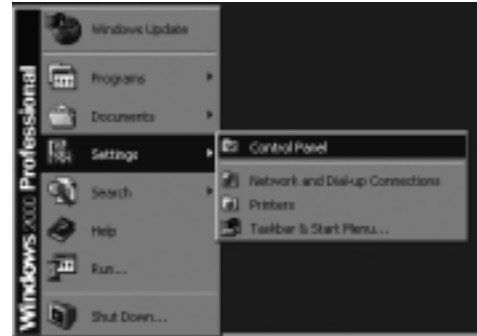 Windows 2000 Professional
Windows Update
Programs
Documents
Settings
Search
Help
Run...
Shut Down...
Control Panel
Network and Dial-up Connections
Printers
Taskbar & Start Menu...